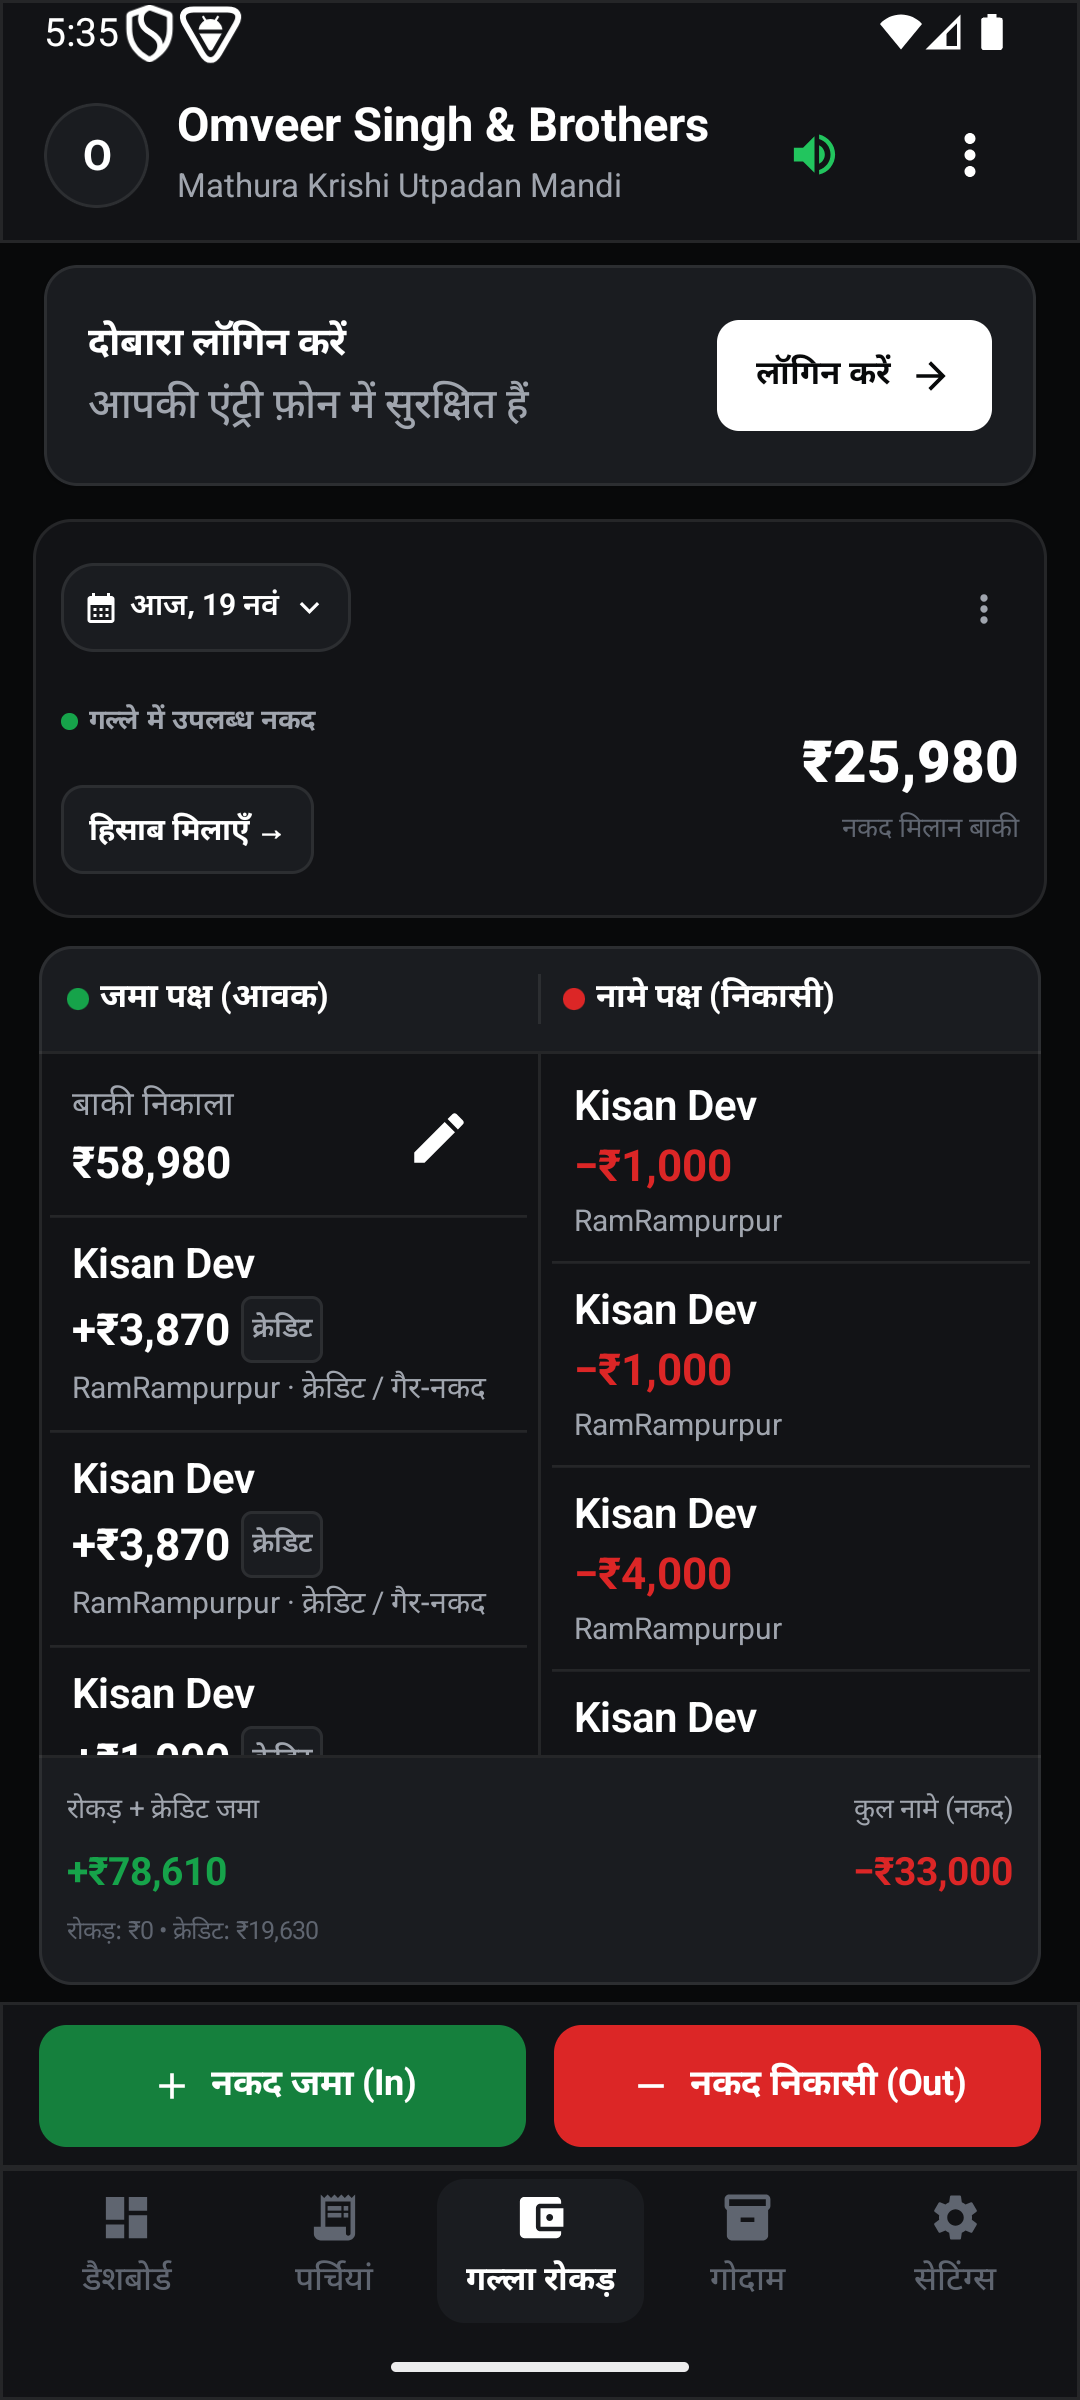 5:35
O
Omveer Singh & Brothers
Mathura Krishi Utpadan Mandi
दोबारा लॉगिन करें
आपकी एंट्री फ़ोन में सुरक्षित हैं
लॉगिन करें →
आज, 19 नवं
गल्ले में उपलब्ध नकद
₹25,980
नकद मिलान बाकी
हिसाब मिलाएँ →
जमा पक्ष (आवक)
नामे पक्ष (निकासी)
बाकी निकाला
₹58,980
Kisan Dev
+₹3,870 क्रेडिट
RamRampurpur · क्रेडिट / गैर-नकद
Kisan Dev
+₹3,870 क्रेडिट
RamRampurpur · क्रेडिट / गैर-नकद
Kisan Dev
Kisan Dev
−₹1,000
RamRampurpur
Kisan Dev
−₹1,000
RamRampurpur
Kisan Dev
−₹4,000
RamRampurpur
Kisan Dev
रोकड़ + क्रेडिट जमा
+₹78,610
रोकड़: ₹0 • क्रेडिट: ₹19,630
कुल नामे (नकद)
−₹33,000
+ नकद जमा (In)
− नकद निकासी (Out)
डैशबोर्ड
पर्चियां
गल्ला रोकड़
गोदाम
सेटिंग्स